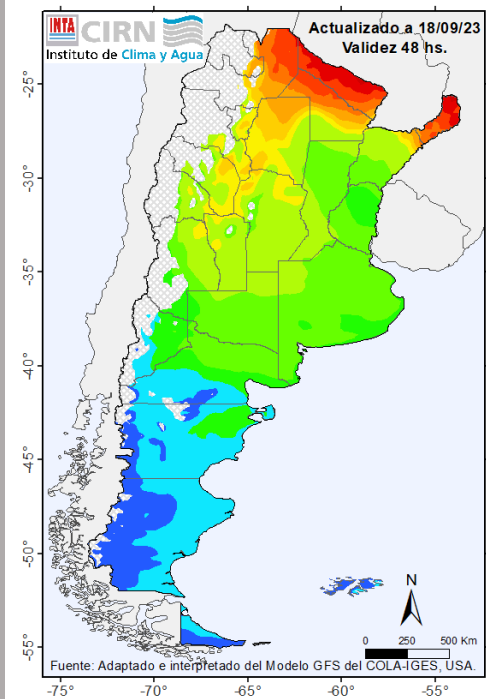 INTA CIRN
Instituto de Clima y Agua
Actualizado a 18/09/23
Validez 48 hs.
-25°
-30°
-35°
-40°
-45°
-50°
-55°
N
0 250 500 Km
Fuente: Adaptado e interpretado del Modelo GFS del COLA-IGES, USA.
-75° -70° -65° -60° -55°